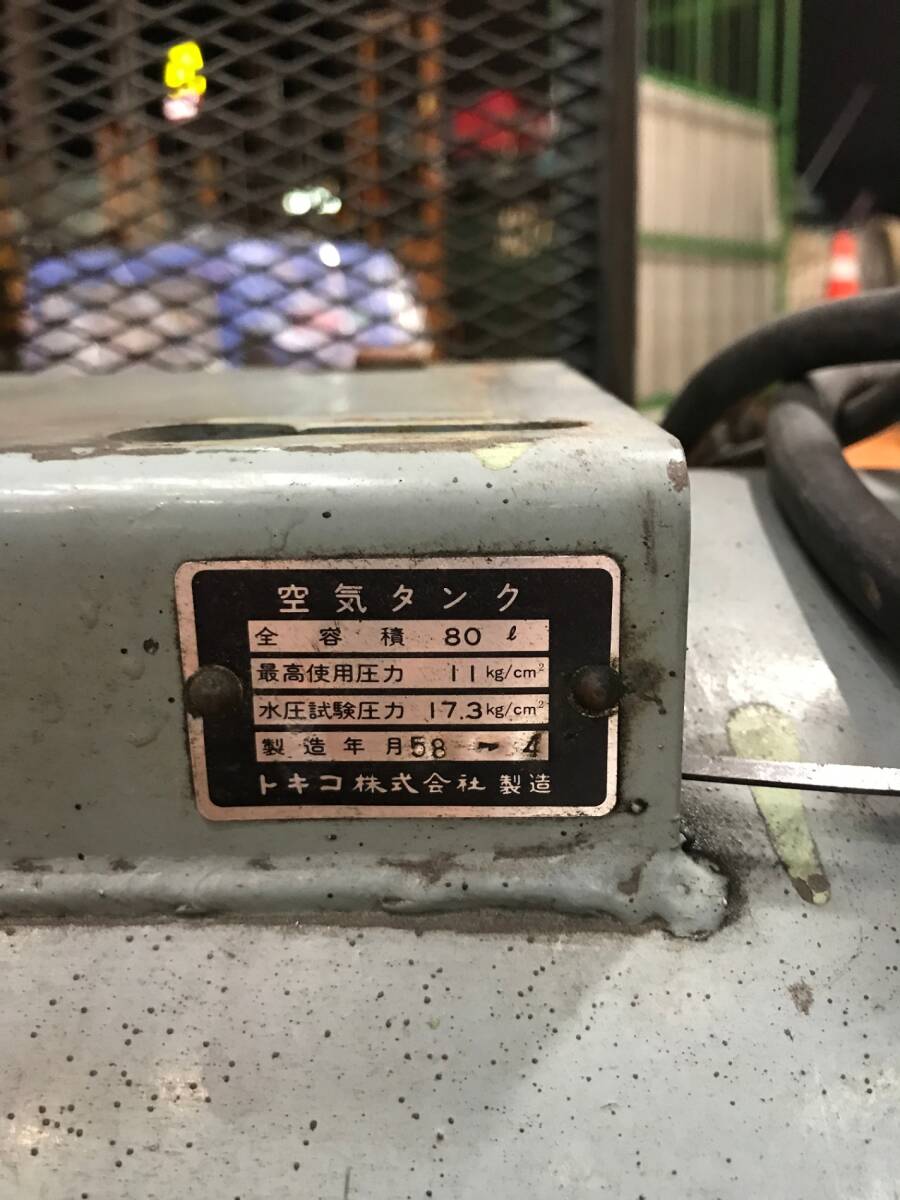 空気タンク
全容積 80 ℓ
最高使用圧力 11 kg/cm²
水圧試験圧力 17.3 kg/cm²
製造年月 58 - 4
トキコ株式会社 製造